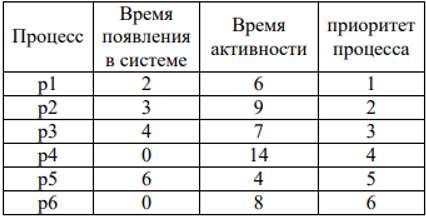 Процесс Время появления в системе Время активности приоритет процесса
p1 2 6 1
p2 3 9 2
p3 4 7 3
p4 0 14 4
p5 6 4 5
p6 0 8 6